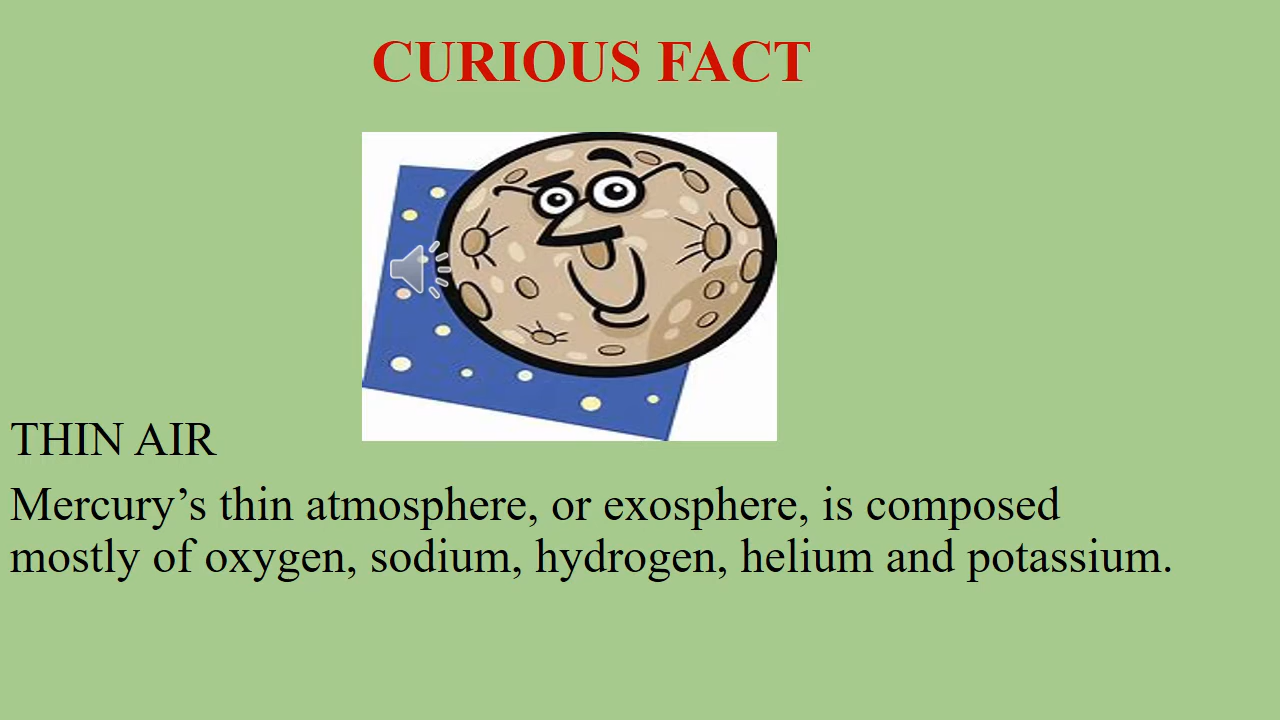 CURIOUS FACT
THIN AIR
Mercury’s thin atmosphere, or exosphere, is composed
mostly of oxygen, sodium, hydrogen, helium and potassium.